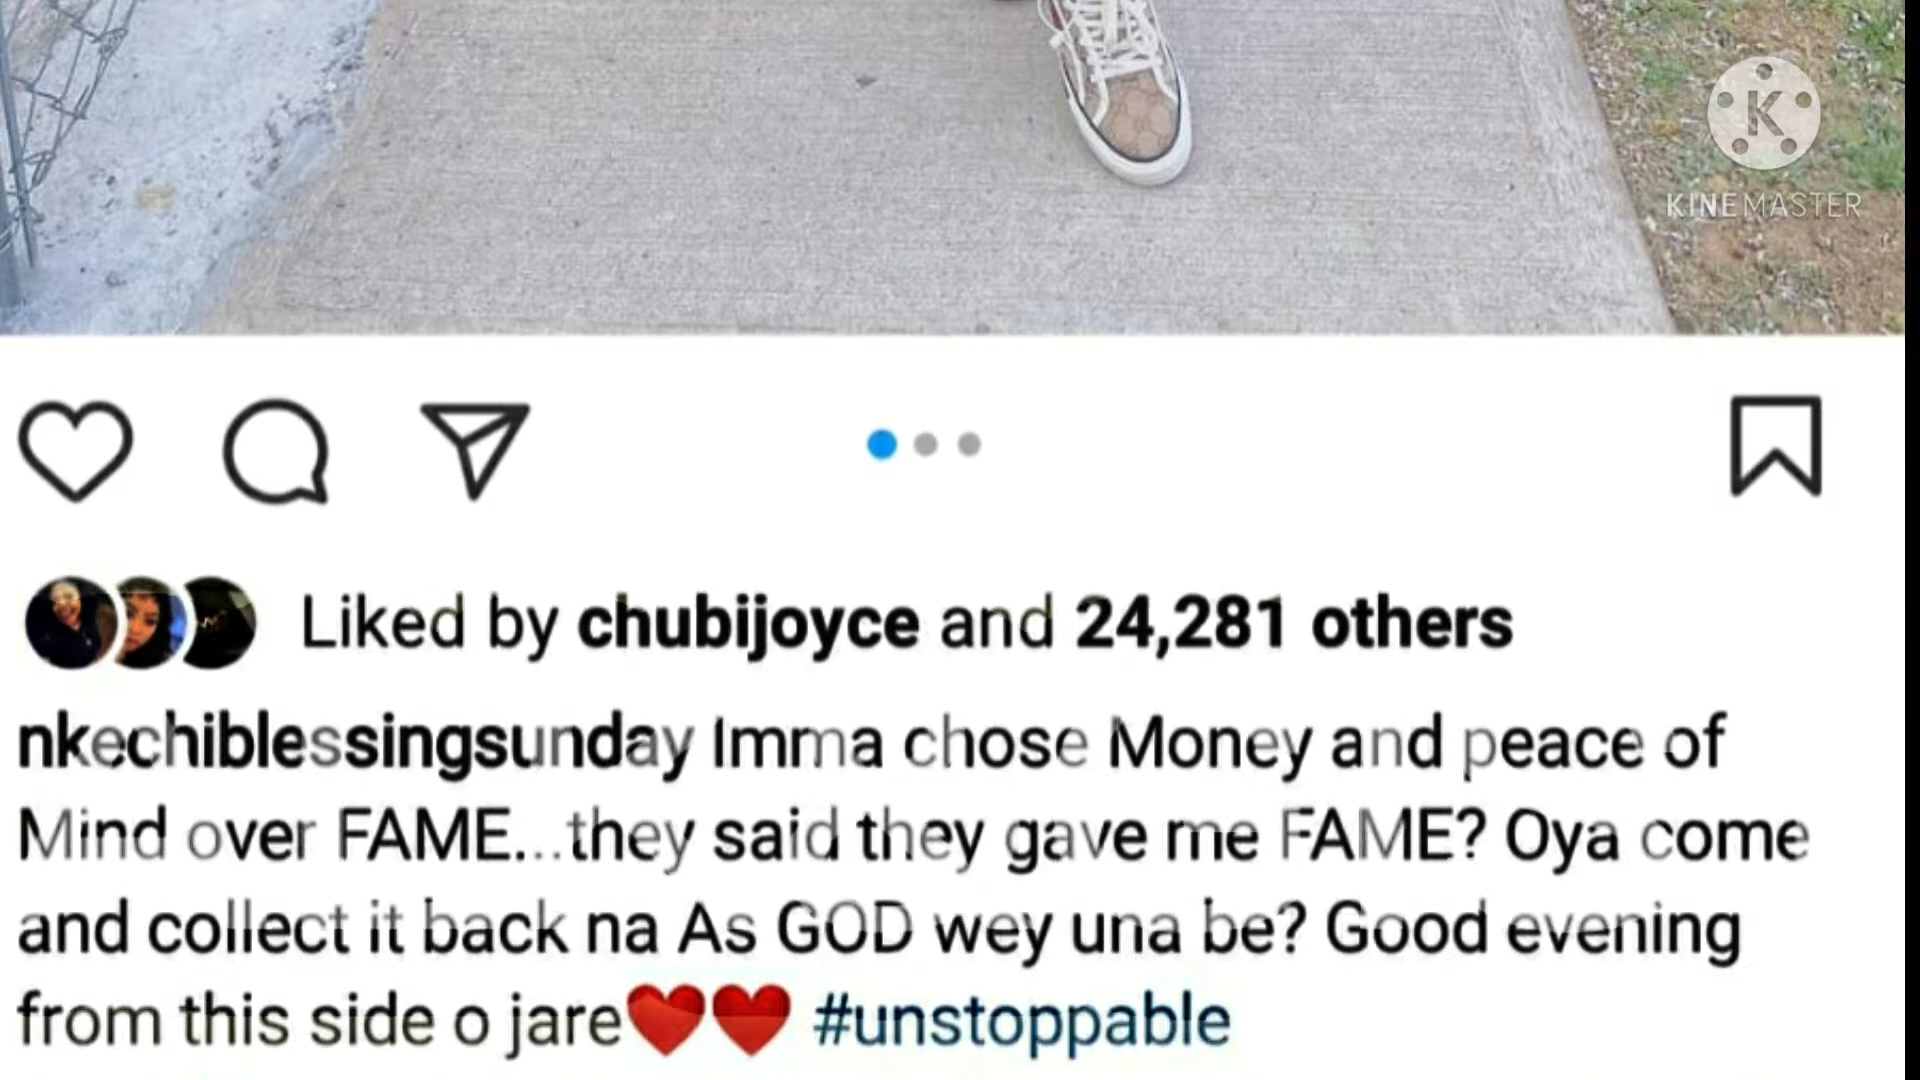 K
KINEMASTER
Liked by chubijoyce and 24,281 others
nkechiblessingsunday Imma chose Money and peace of
Mind over FAME...they said they gave me FAME? Oya come
and collect it back na As GOD wey una be? Good evening
from this side o jare❤️❤️ #unstoppable